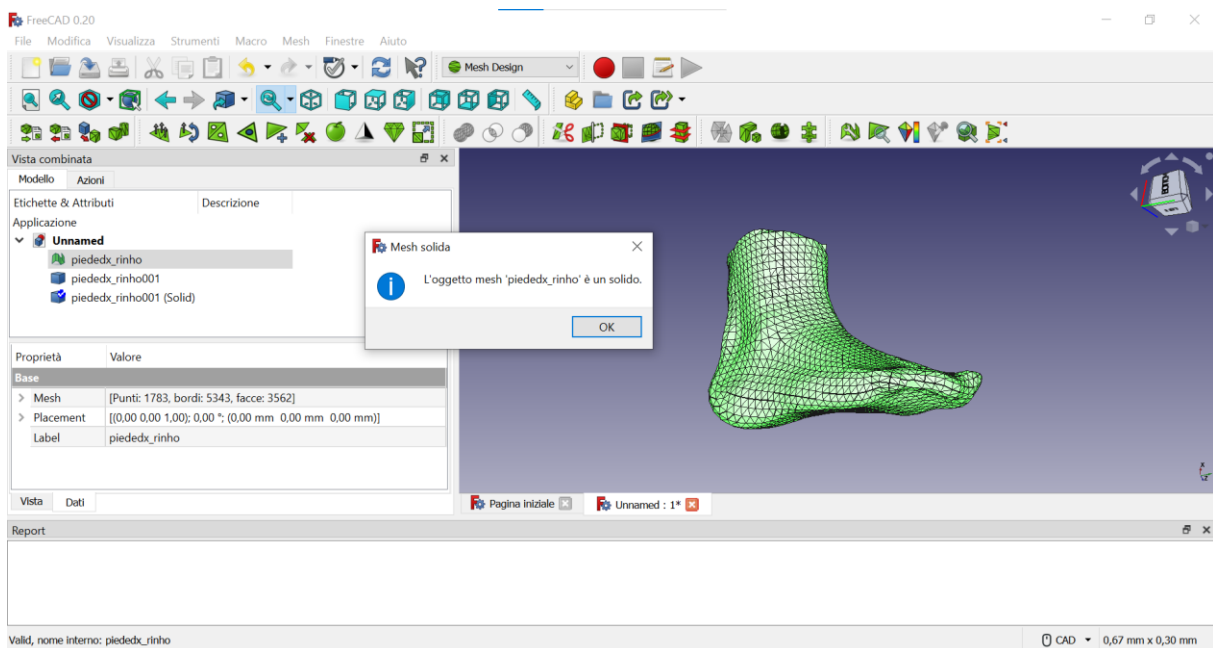 FreeCAD 0.20
File Modifica Visualizza Strumenti Macro Mesh Finestre Aiuto
Mesh Design
Vista combinata
Modello Azioni
Etichette & Attributi Descrizione
Applicazione
Unnamed
piededx_rinho
piededx_rinho001
piededx_rinho001 (Solid)
Mesh solida
L'oggetto mesh 'piededx_rinho' è un solido.
OK
Proprietà Valore
Base
Mesh [Punti: 1783, bordi: 5343, facce: 3562]
Placement [(0,00 0,00 1,00); 0,00 °; (0,00 mm 0,00 mm 0,00 mm)]
Label piededx_rinho
Vista Dati
Pagina iniziale Unnamed : 1*
Report
Valid, nome interno: piededx_rinho
CAD 0,67 mm x 0,30 mm